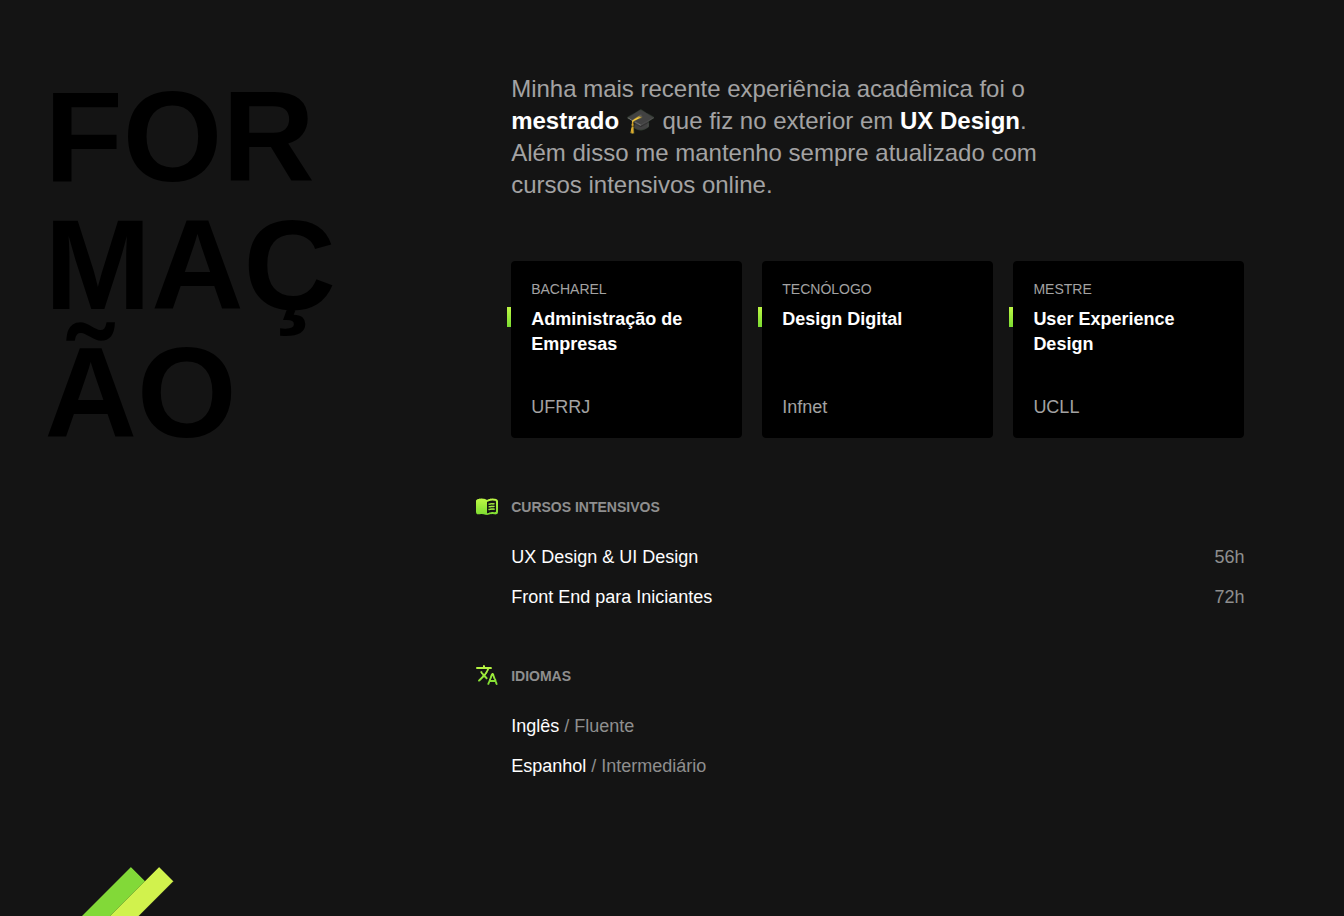 FOR
MAÇ
ÃO
Minha mais recente experiência acadêmica foi o
mestrado 🎓 que fiz no exterior em UX Design.
Além disso me mantenho sempre atualizado com
cursos intensivos online.
BACHAREL
Administração de
Empresas
UFRRJ
TECNÓLOGO
Design Digital
Infnet
MESTRE
User Experience
Design
UCLL
CURSOS INTENSIVOS
UX Design & UI Design 56h
Front End para Iniciantes 72h
IDIOMAS
Inglês / Fluente
Espanhol / Intermediário